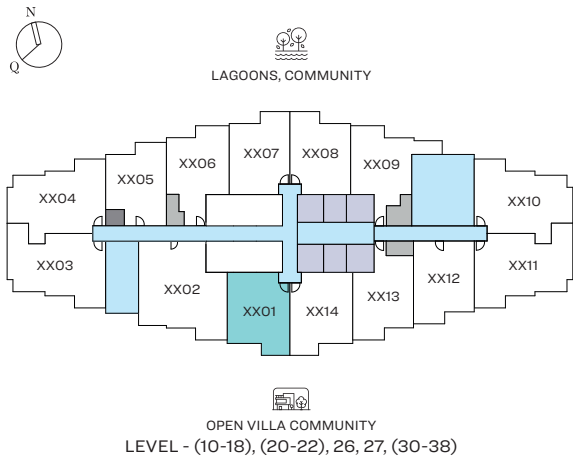 N
Q
LAGOONS, COMMUNITY
XX07 XX08
XX06 XX09
XX05
XX04 XX10
XX03 XX11
XX02 XX12
XX13
XX01 XX14
OPEN VILLA COMMUNITY
LEVEL - (10-18), (20-22), 26, 27, (30-38)